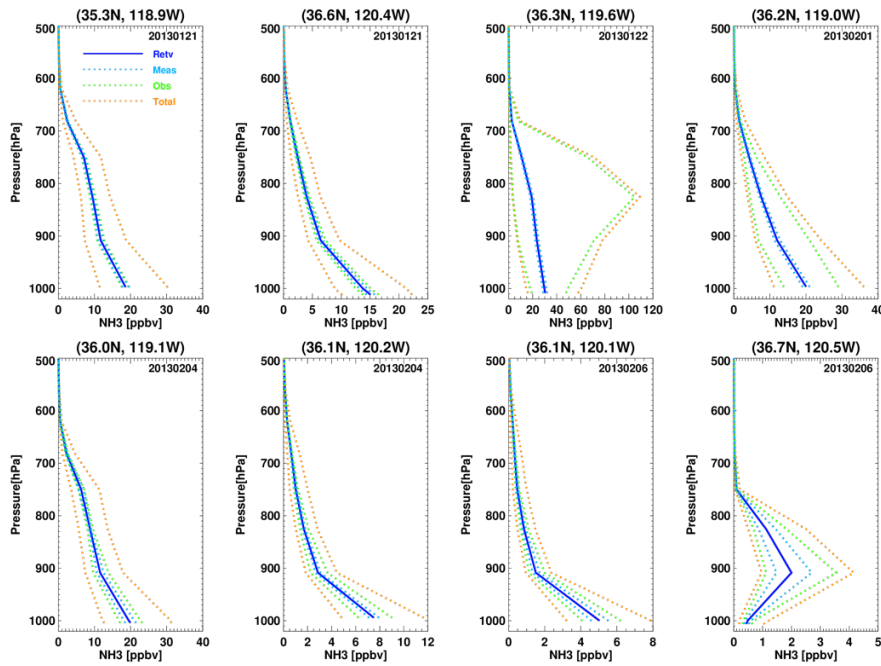 (35.3N, 118.9W)
20130121
Retv
Meas
Obs
Total
500
600
700
800
900
1000
Pressure[hPa]
0 10 20 30 40
NH3 [ppbv]
(36.6N, 120.4W)
20130121
500
600
700
800
900
1000
Pressure[hPa]
0 5 10 15 20 25
NH3 [ppbv]
(36.3N, 119.6W)
20130122
500
600
700
800
900
1000
Pressure[hPa]
0 20 40 60 80 100 120
NH3 [ppbv]
(36.2N, 119.0W)
20130201
500
600
700
800
900
1000
Pressure[hPa]
0 10 20 30 40
NH3 [ppbv]
(36.0N, 119.1W)
20130204
500
600
700
800
900
1000
Pressure[hPa]
0 10 20 30 40
NH3 [ppbv]
(36.1N, 120.2W)
20130204
500
600
700
800
900
1000
Pressure[hPa]
0 2 4 6 8 10 12
NH3 [ppbv]
(36.1N, 120.1W)
20130206
500
600
700
800
900
1000
Pressure[hPa]
0 2 4 6 8
NH3 [ppbv]
(36.7N, 120.5W)
20130206
500
600
700
800
900
1000
Pressure[hPa]
0 1 2 3 4 5
NH3 [ppbv]